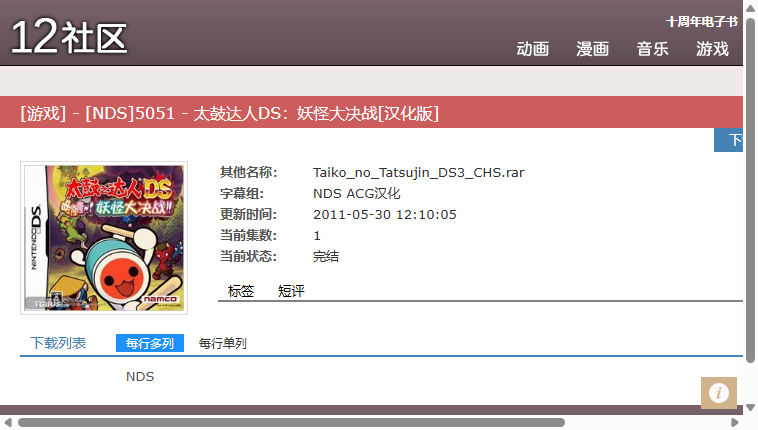 12社区
十周年电子书
动画 漫画 音乐 游戏
[游戏] - [NDS]5051 - 太鼓达人DS：妖怪大决战[汉化版]
下
NINTENDO DS
太鼓达人DS
妖怪大决战!!
TGBUS
namco
其他名称： Taiko_no_Tatsujin_DS3_CHS.rar
字幕组： NDS ACG汉化
更新时间： 2011-05-30 12:10:05
当前集数： 1
当前状态： 完结
标签 短评
下载列表 每行多列 每行单列
NDS